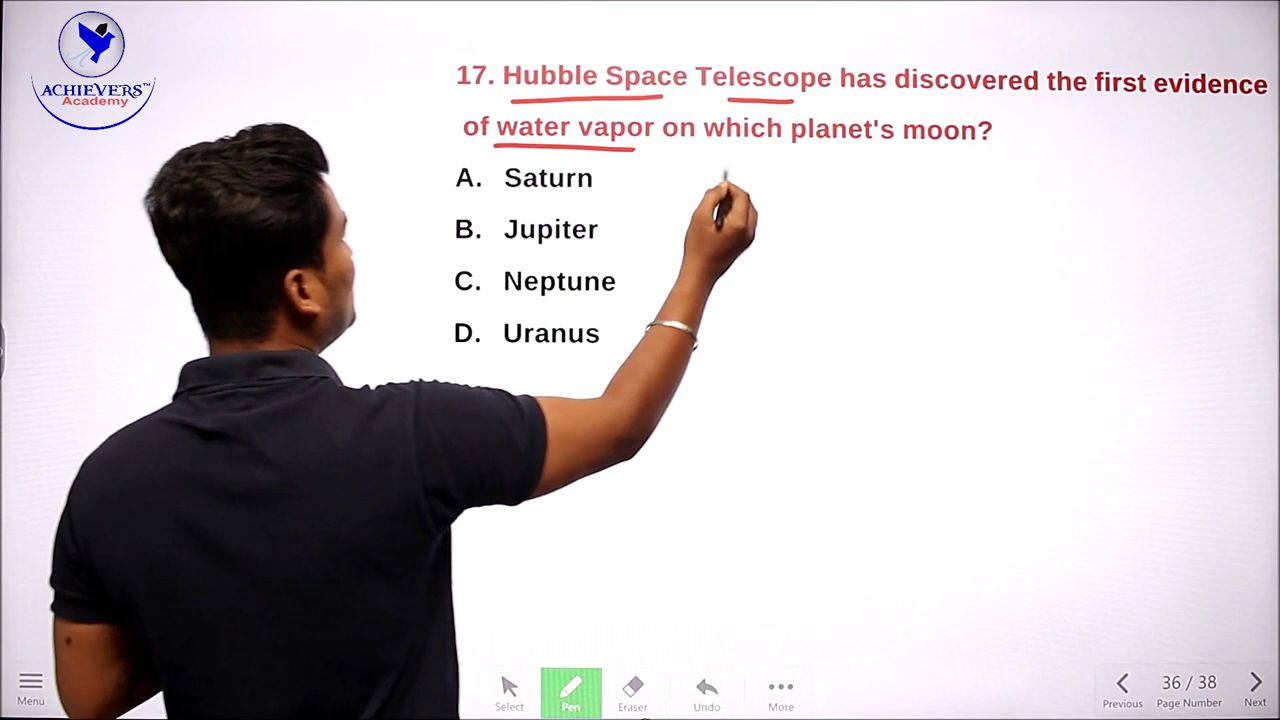 ACHIEVERS™
Academy
17. Hubble Space Telescope has discovered the first evidence
of water vapor on which planet's moon?
A. Saturn
B. Jupiter
C. Neptune
D. Uranus
Menu
Select
Pen
Eraser
Undo
More
Previous
36 / 38
Page Number
Next